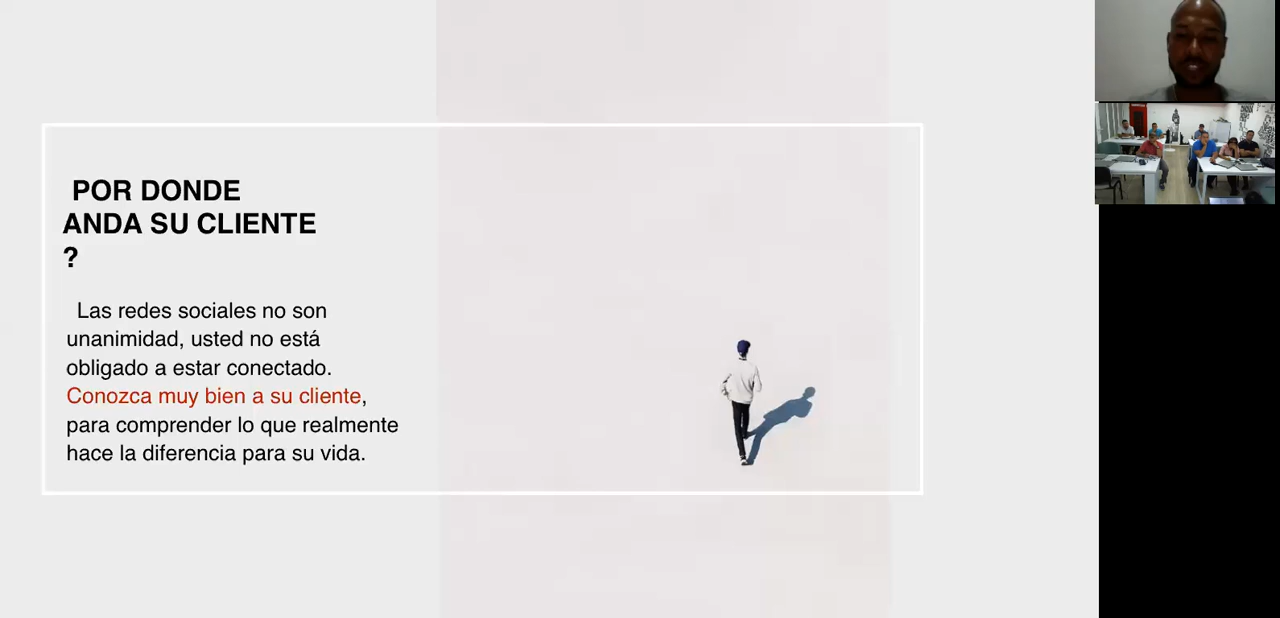 POR DONDE
ANDA SU CLIENTE
?
Las redes sociales no son
unanimidad, usted no está
obligado a estar conectado.
Conozca muy bien a su cliente,
para comprender lo que realmente
hace la diferencia para su vida.